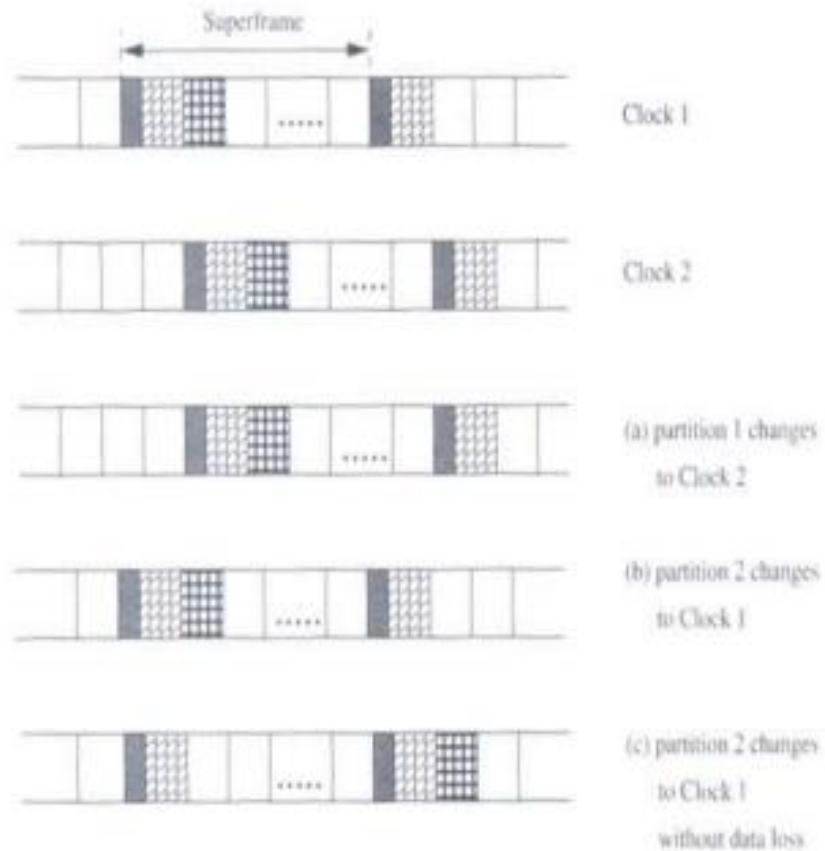 Superframe
.....
Clock 1
.....
Clock 2
.....
(a) partition 1 changes
to Clock 2
.....
(b) partition 2 changes
to Clock 1
.....
(c) partition 2 changes
to Clock 1
without data loss